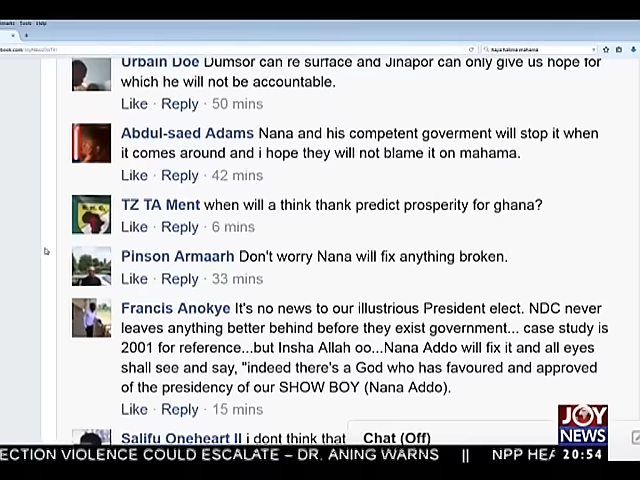 Tools Help
Urbain Doe Dumsor can re surface and Jinapor can only give us hope for
which he will not be accountable.
Like · Reply · 50 mins
Abdul-saed Adams Nana and his competent goverment will stop it when
it comes around and i hope they will not blame it on mahama.
Like · Reply · 42 mins
TZ TA Ment when will a think thank predict prosperity for ghana?
Like · Reply · 6 mins
Pinson Armaarh Don't worry Nana will fix anything broken.
Like · Reply · 33 mins
Francis Anokye It's no news to our illustrious President elect. NDC never
leaves anything better behind before they exist government... case study is
2001 for reference...but Insha Allah oo...Nana Addo will fix it and all eyes
shall see and say, "indeed there's a God who has favoured and approved
of the presidency of our SHOW BOY (Nana Addo).
Like · Reply · 15 mins
Salifu Oneheart II i dont think that
Chat (Off)
JOY
NEWS
ECTION VIOLENCE COULD ESCALATE – DR. ANING WARNS || NPP HEA 20:54